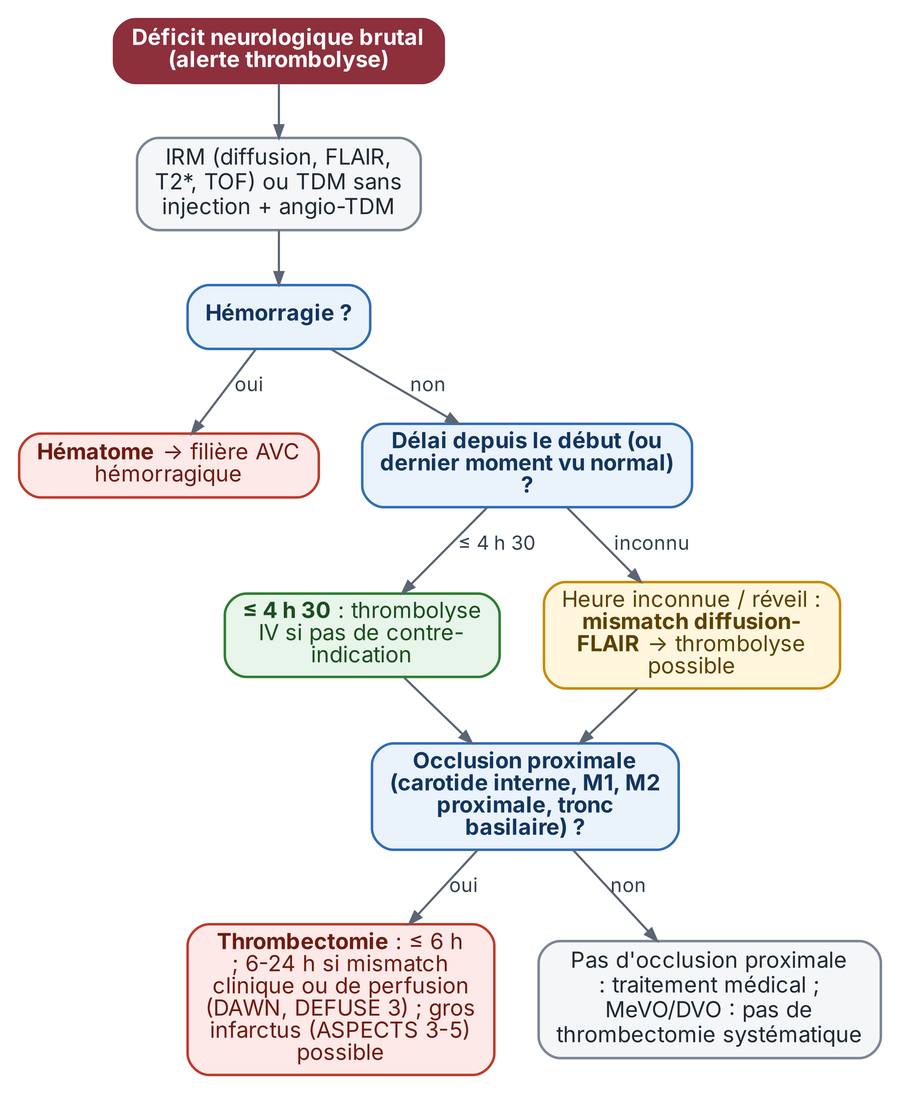 Déficit neurologique brutal
(alerte thrombolyse)
IRM (diffusion, FLAIR,
T2*, TOF) ou TDM sans
injection + angio-TDM
Hémorragie ?
oui
non
Hématome → filière AVC
hémorragique
Délai depuis le début (ou
dernier moment vu normal)
?
≤ 4 h 30
inconnu
≤ 4 h 30 : thrombolyse
IV si pas de contre-
indication
Heure inconnue / réveil :
mismatch diffusion-
FLAIR → thrombolyse
possible
Occlusion proximale
(carotide interne, M1, M2
proximale, tronc
basilaire) ?
oui
non
Thrombectomie : ≤ 6 h
; 6-24 h si mismatch
clinique ou de perfusion
(DAWN, DEFUSE 3) ; gros
infarctus (ASPECTS 3-5)
possible
Pas d'occlusion proximale
: traitement médical ;
MeVO/DVO : pas de
thrombectomie systématique